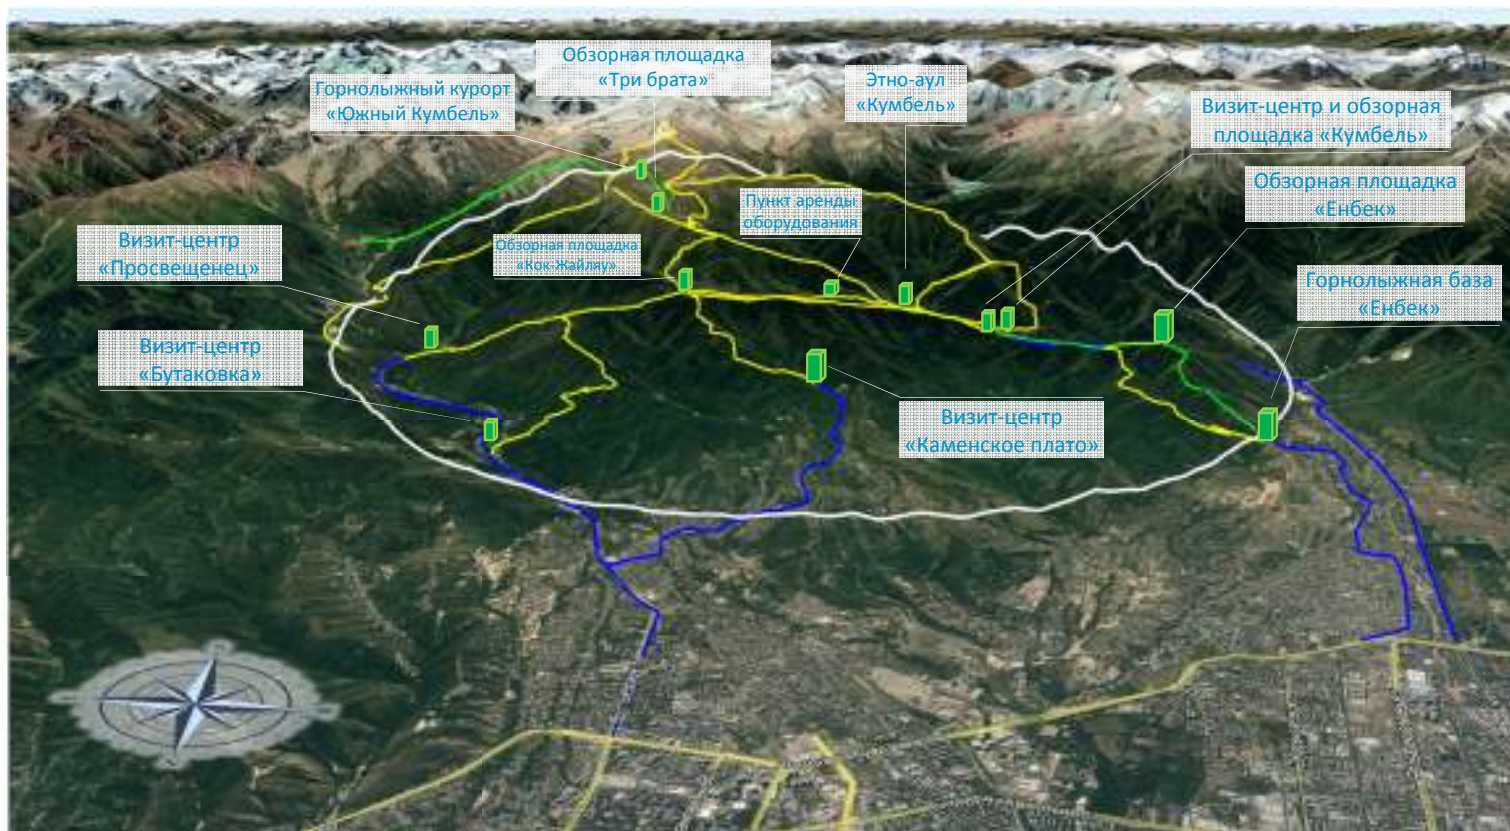 Обзорная площадка
«Три брата»
Горнолыжный курорт
«Южный Кумбель»
Этно-аул
«Кумбель»
Визит-центр и обзорная
площадка «Кумбель»
Обзорная площадка
«Енбек»
Пункт аренды
оборудования
Визит-центр
«Просвещенец»
Обзорная площадка
«Кок-Жайляу»
Горнолыжная база
«Енбек»
Визит-центр
«Бутаковка»
Визит-центр
«Каменское плато»